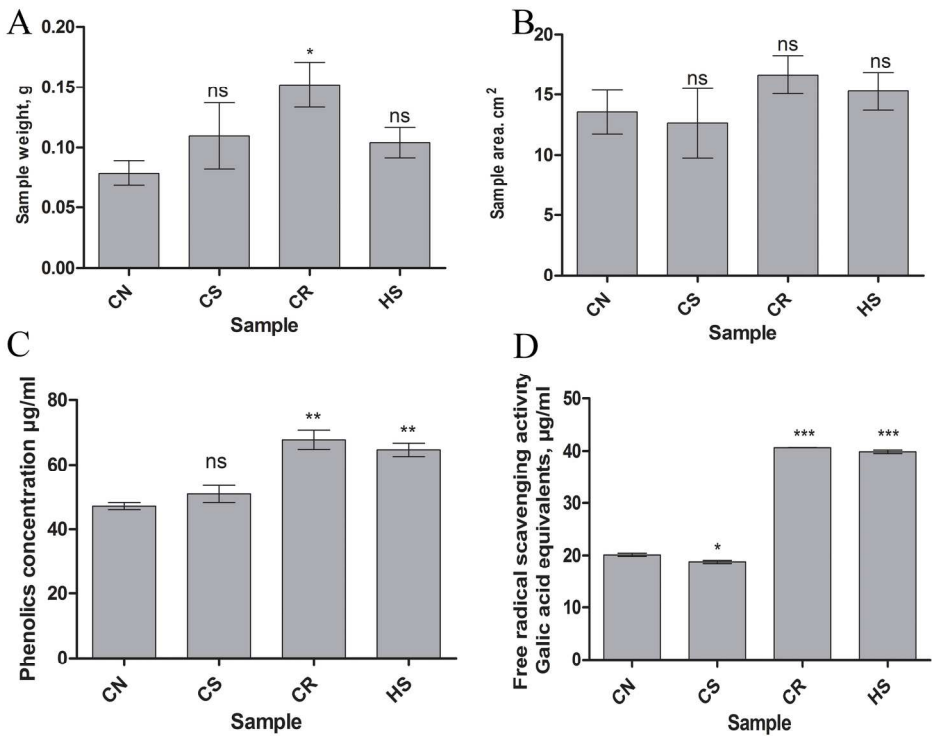 A
Sample weight, g
0.20
0.15
0.10
0.05
0.00
ns
*
ns
CN
CS
CR
HS
Sample
B
Sample area. cm²
20
15
10
5
0
ns
ns
ns
CN
CS
CR
HS
Sample
C
Phenolics concentration µg/ml
80
60
40
20
0
ns
**
**
CN
CS
CR
HS
Sample
D
Free radical scavenging activity
Galic acid equivalents, µg/ml
50
40
30
20
10
0
*
***
***
CN
CS
CR
HS
Sample